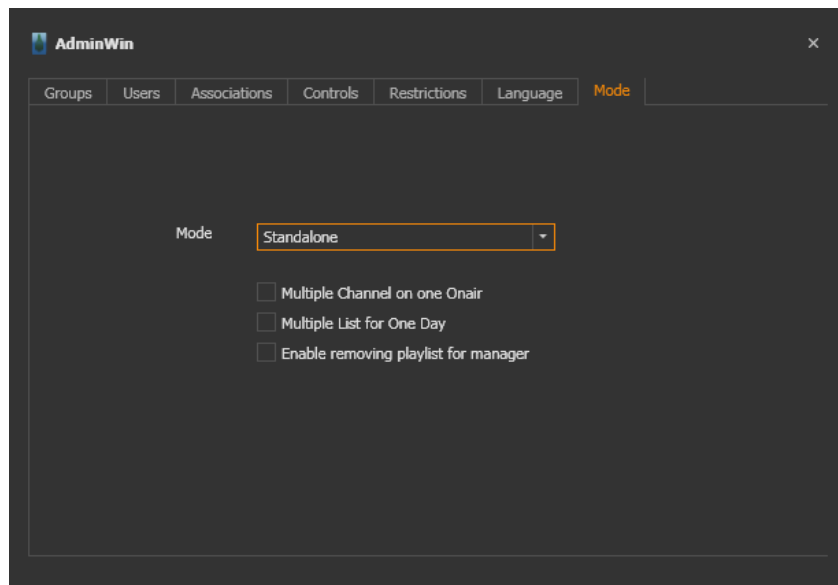 AdminWin
Groups Users Associations Controls Restrictions Language Mode
Mode Standalone
Multiple Channel on one Onair
Multiple List for One Day
Enable removing playlist for manager